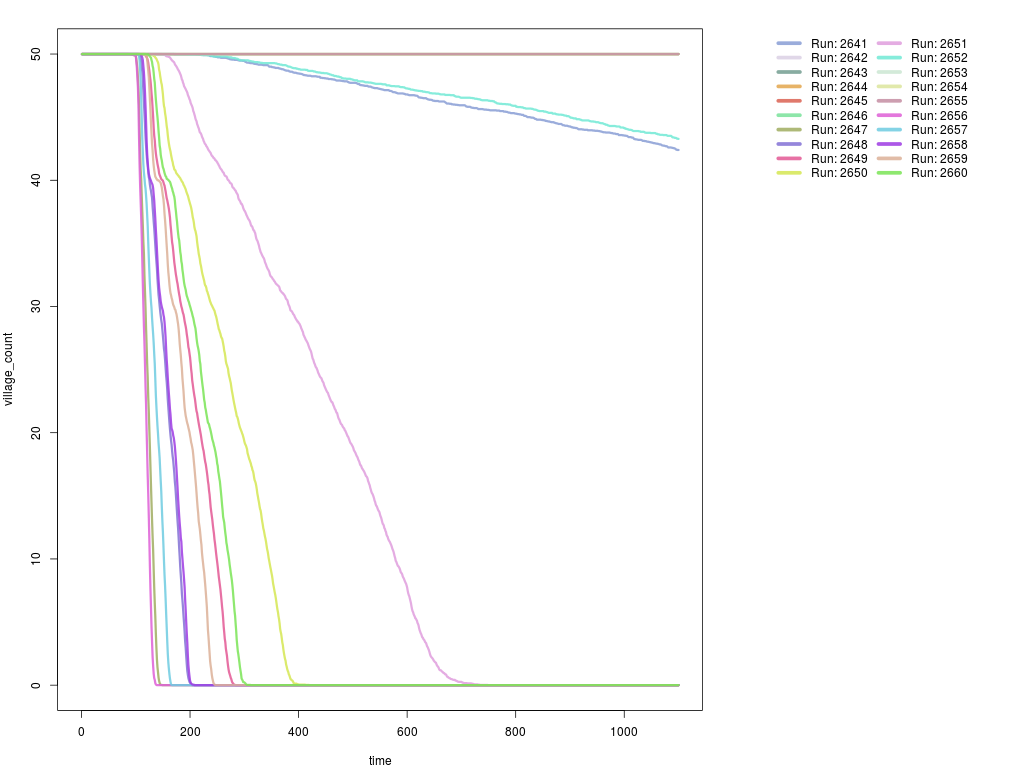 50
40
30
20
10
0
village_count
0 200 400 600 800 1000
time
Run: 2641 Run: 2651
Run: 2642 Run: 2652
Run: 2643 Run: 2653
Run: 2644 Run: 2654
Run: 2645 Run: 2655
Run: 2646 Run: 2656
Run: 2647 Run: 2657
Run: 2648 Run: 2658
Run: 2649 Run: 2659
Run: 2650 Run: 2660